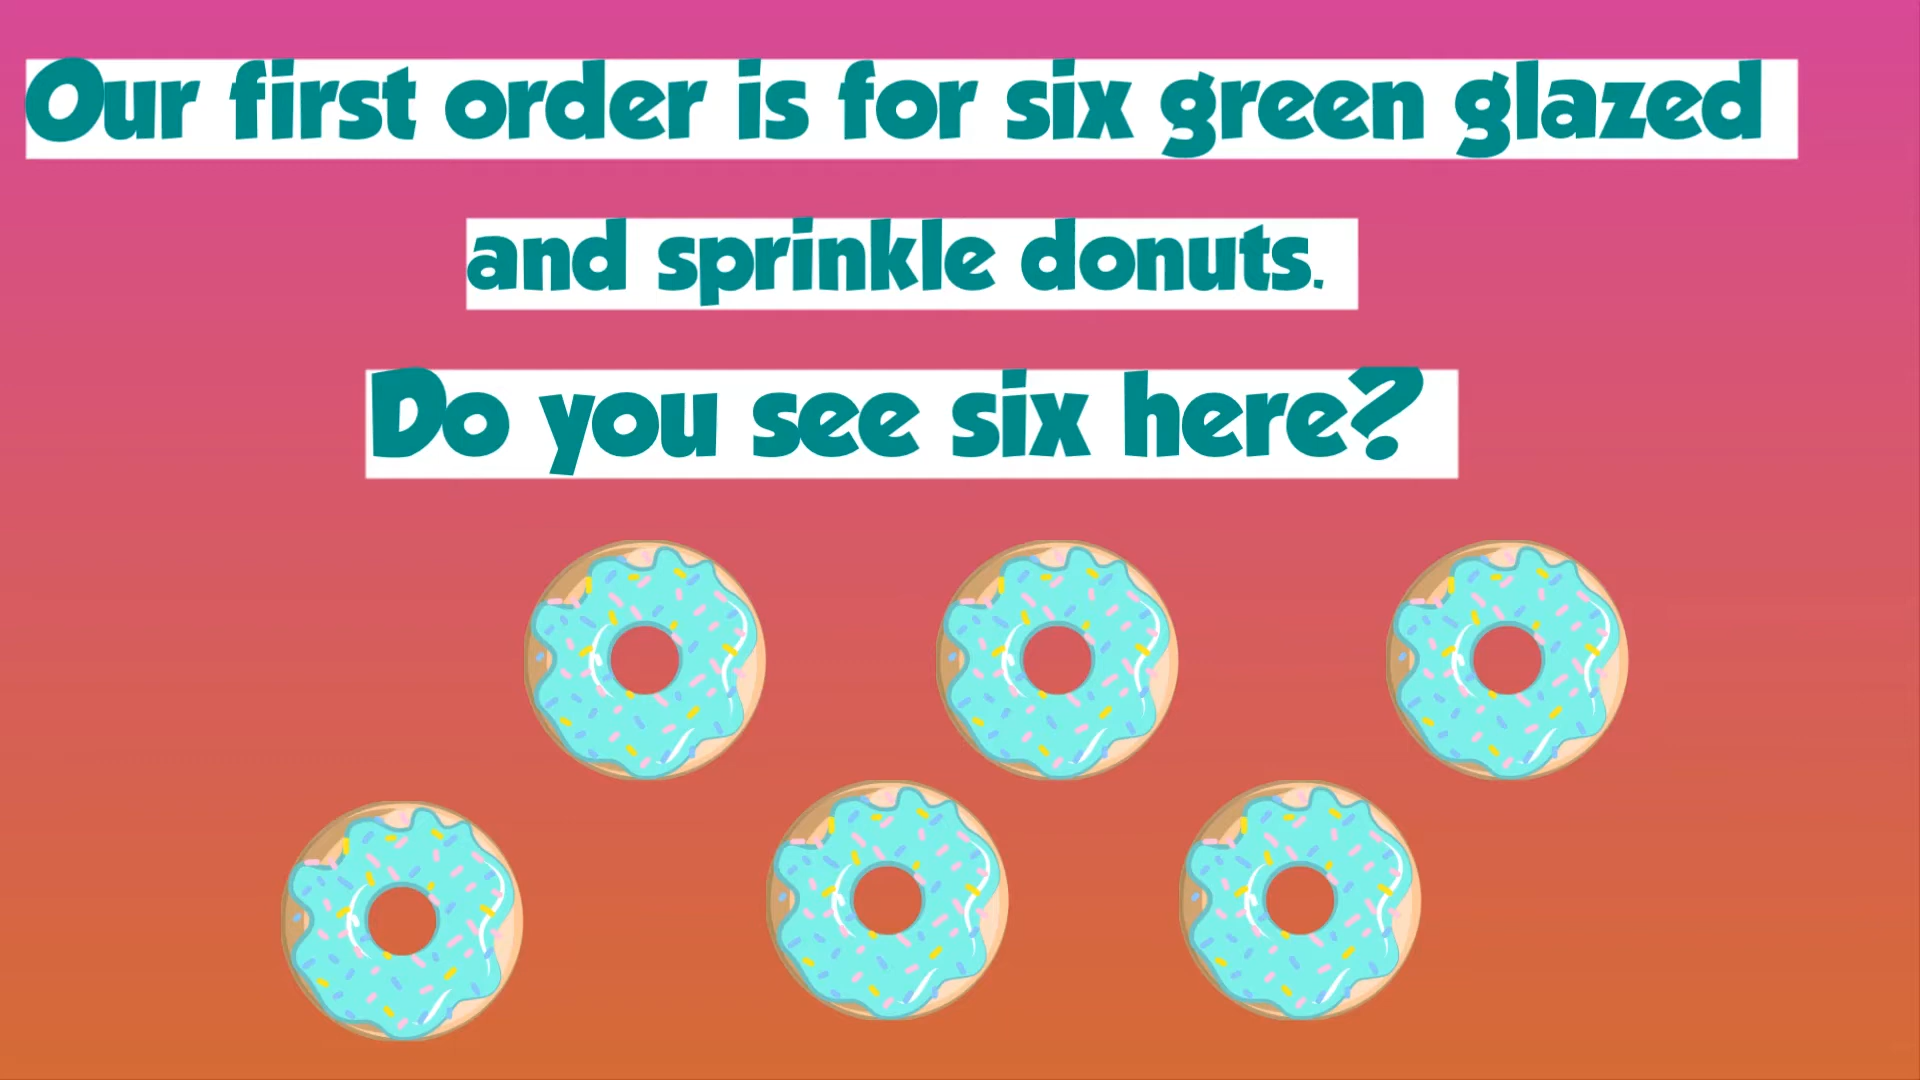 Our first order is for six green glazed
and sprinkle donuts.
Do you see six here?